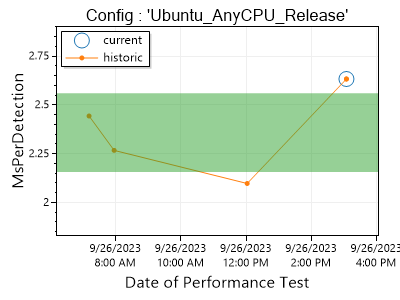 Config : 'Ubuntu_AnyCPU_Release'
current
historic
MsPerDetection
2.75
2.5
2.25
2
9/26/2023 9/26/2023 9/26/2023 9/26/2023 9/26/2023
8:00 AM 10:00 AM 12:00 PM 2:00 PM 4:00 PM
Date of Performance Test